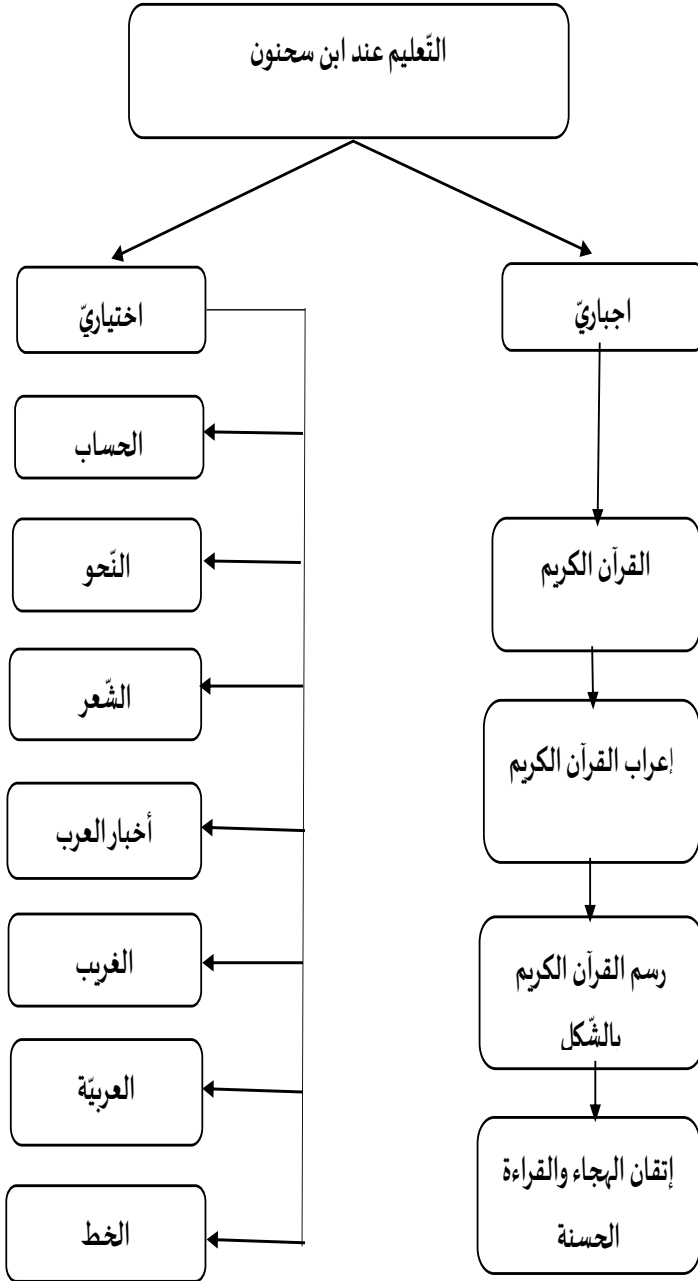 التّعليم عند ابن سحنون
اجباريّ
القرآن الكريم
إعراب القرآن الكريم
رسم القرآن الكريم
بالشّكل
إتقان الهجاء والقراءة
الحسنة
اختياريّ
الحساب
النّحو
الشّعر
أخبار العرب
الغريب
العربيّة
الخط